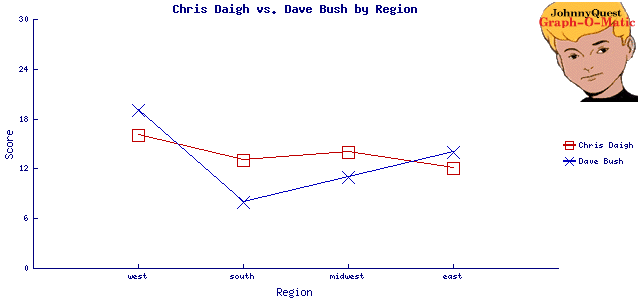 Chris Daigh vs. Dave Bush by Region
JohnnyQuest
Graph-O-Matic
30
24
18
12
6
0
Score
west
south
midwest
east
Region
Chris Daigh
Dave Bush